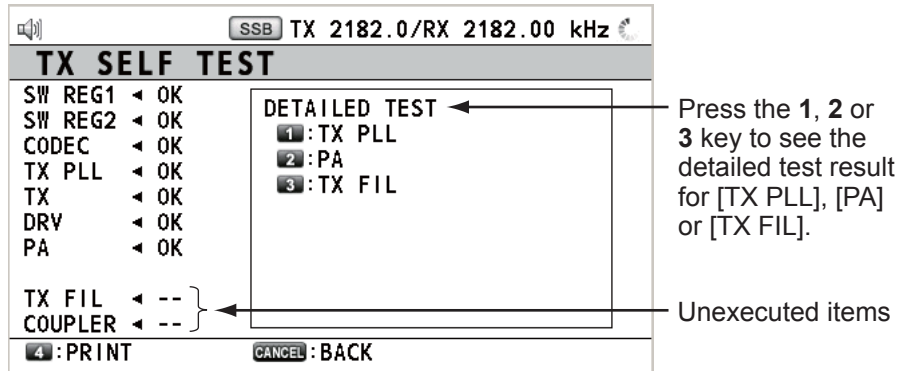 SSB TX 2182.0/RX 2182.00 kHz
TX SELF TEST
SW REG1 ◄ OK
SW REG2 ◄ OK
CODEC ◄ OK
TX PLL ◄ OK
TX ◄ OK
DRV ◄ OK
PA ◄ OK
TX FIL ◄ --
COUPLER ◄ --
DETAILED TEST
1:TX PLL
2:PA
3:TX FIL
4:PRINT
CANCEL:BACK
Press the 1, 2 or
3 key to see the
detailed test result
for [TX PLL], [PA]
or [TX FIL].
Unexecuted items